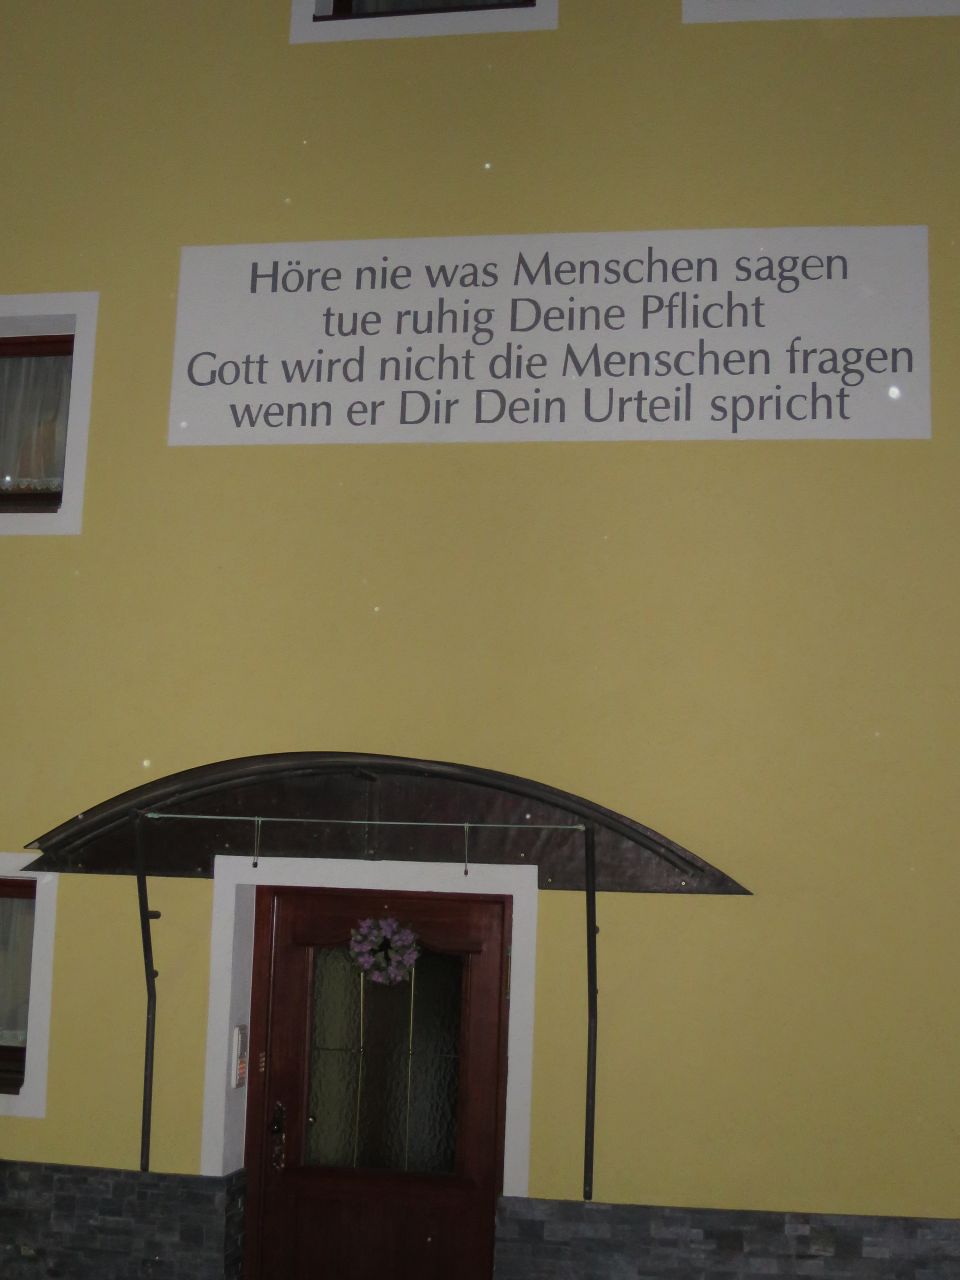 Höre nie was Menschen sagen
tue ruhig Deine Pflicht
Gott wird nicht die Menschen fragen
wenn er Dir Dein Urteil spricht